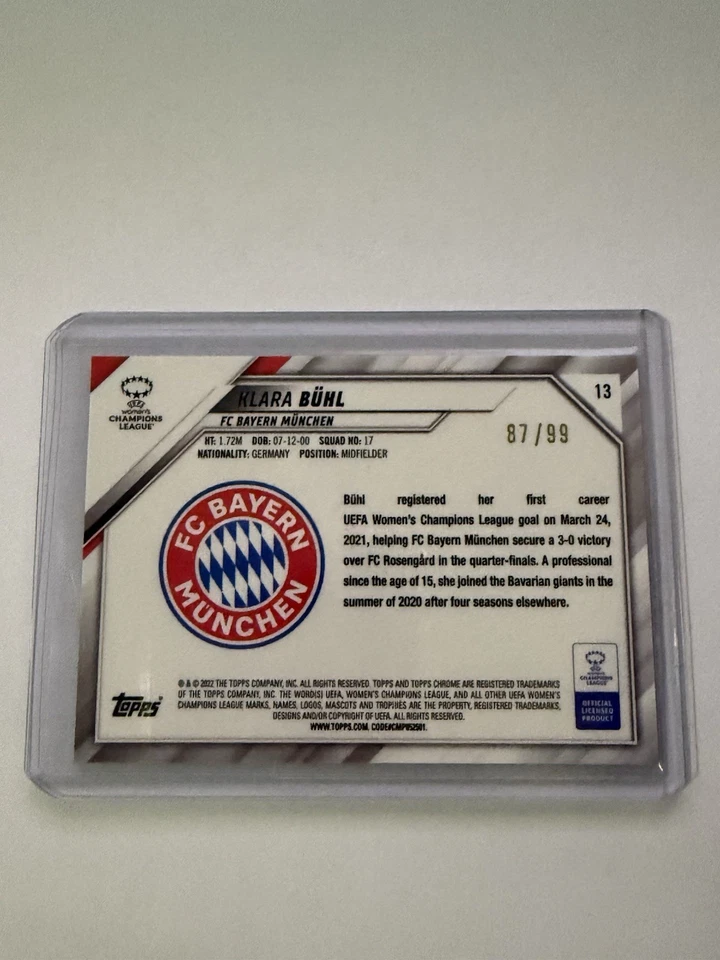 KLARA BÜHL
13
UEFA
women's
CHAMPIONS
LEAGUE
FC BAYERN MÜNCHEN
87/99
HT: 1.72M DOB: 07-12-00 SQUAD NO: 17
NATIONALITY: GERMANY POSITION: MIDFIELDER
FC BAYERN
MÜNCHEN
Bühl registered her first career
UEFA Women's Champions League goal on March 24,
2021, helping FC Bayern München secure a 3-0 victory
over FC Rosengård in the quarter-finals. A professional
since the age of 15, she joined the Bavarian giants in the
summer of 2020 after four seasons elsewhere.
women's
CHAMPIONS
LEAGUE
OFFICIAL
LICENSED
PRODUCT
Topps®
® & © 2022 THE TOPPS COMPANY, INC. ALL RIGHTS RESERVED. TOPPS AND TOPPS CHROME ARE REGISTERED TRADEMARKS
OF THE TOPPS COMPANY, INC. THE WORD(S) UEFA, WOMEN'S CHAMPIONS LEAGUE, AND ALL OTHER UEFA WOMEN'S
CHAMPIONS LEAGUE MARKS, NAMES, LOGOS, MASCOTS AND TROPHIES ARE THE PROPERTY, REGISTERED TRADEMARKS,
DESIGNS AND/OR COPYRIGHT OF UEFA. ALL RIGHTS RESERVED.
WWW.TOPPS.COM. CODE#CMP052501.